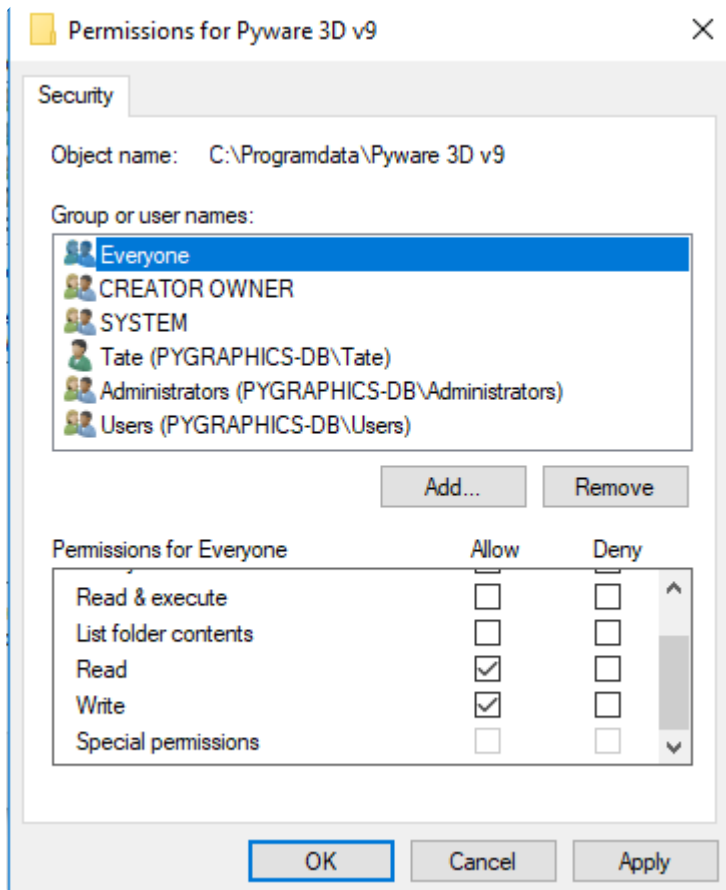 Permissions for Pyware 3D v9
Security
Object name: C:\Programdata\Pyware 3D v9
Group or user names:
Everyone
CREATOR OWNER
SYSTEM
Tate (PYGRAPHICS-DB\Tate)
Administrators (PYGRAPHICS-DB\Administrators)
Users (PYGRAPHICS-DB\Users)
Add... Remove
Permissions for Everyone Allow Deny
Read & execute
List folder contents
Read
Write
Special permissions
OK Cancel Apply